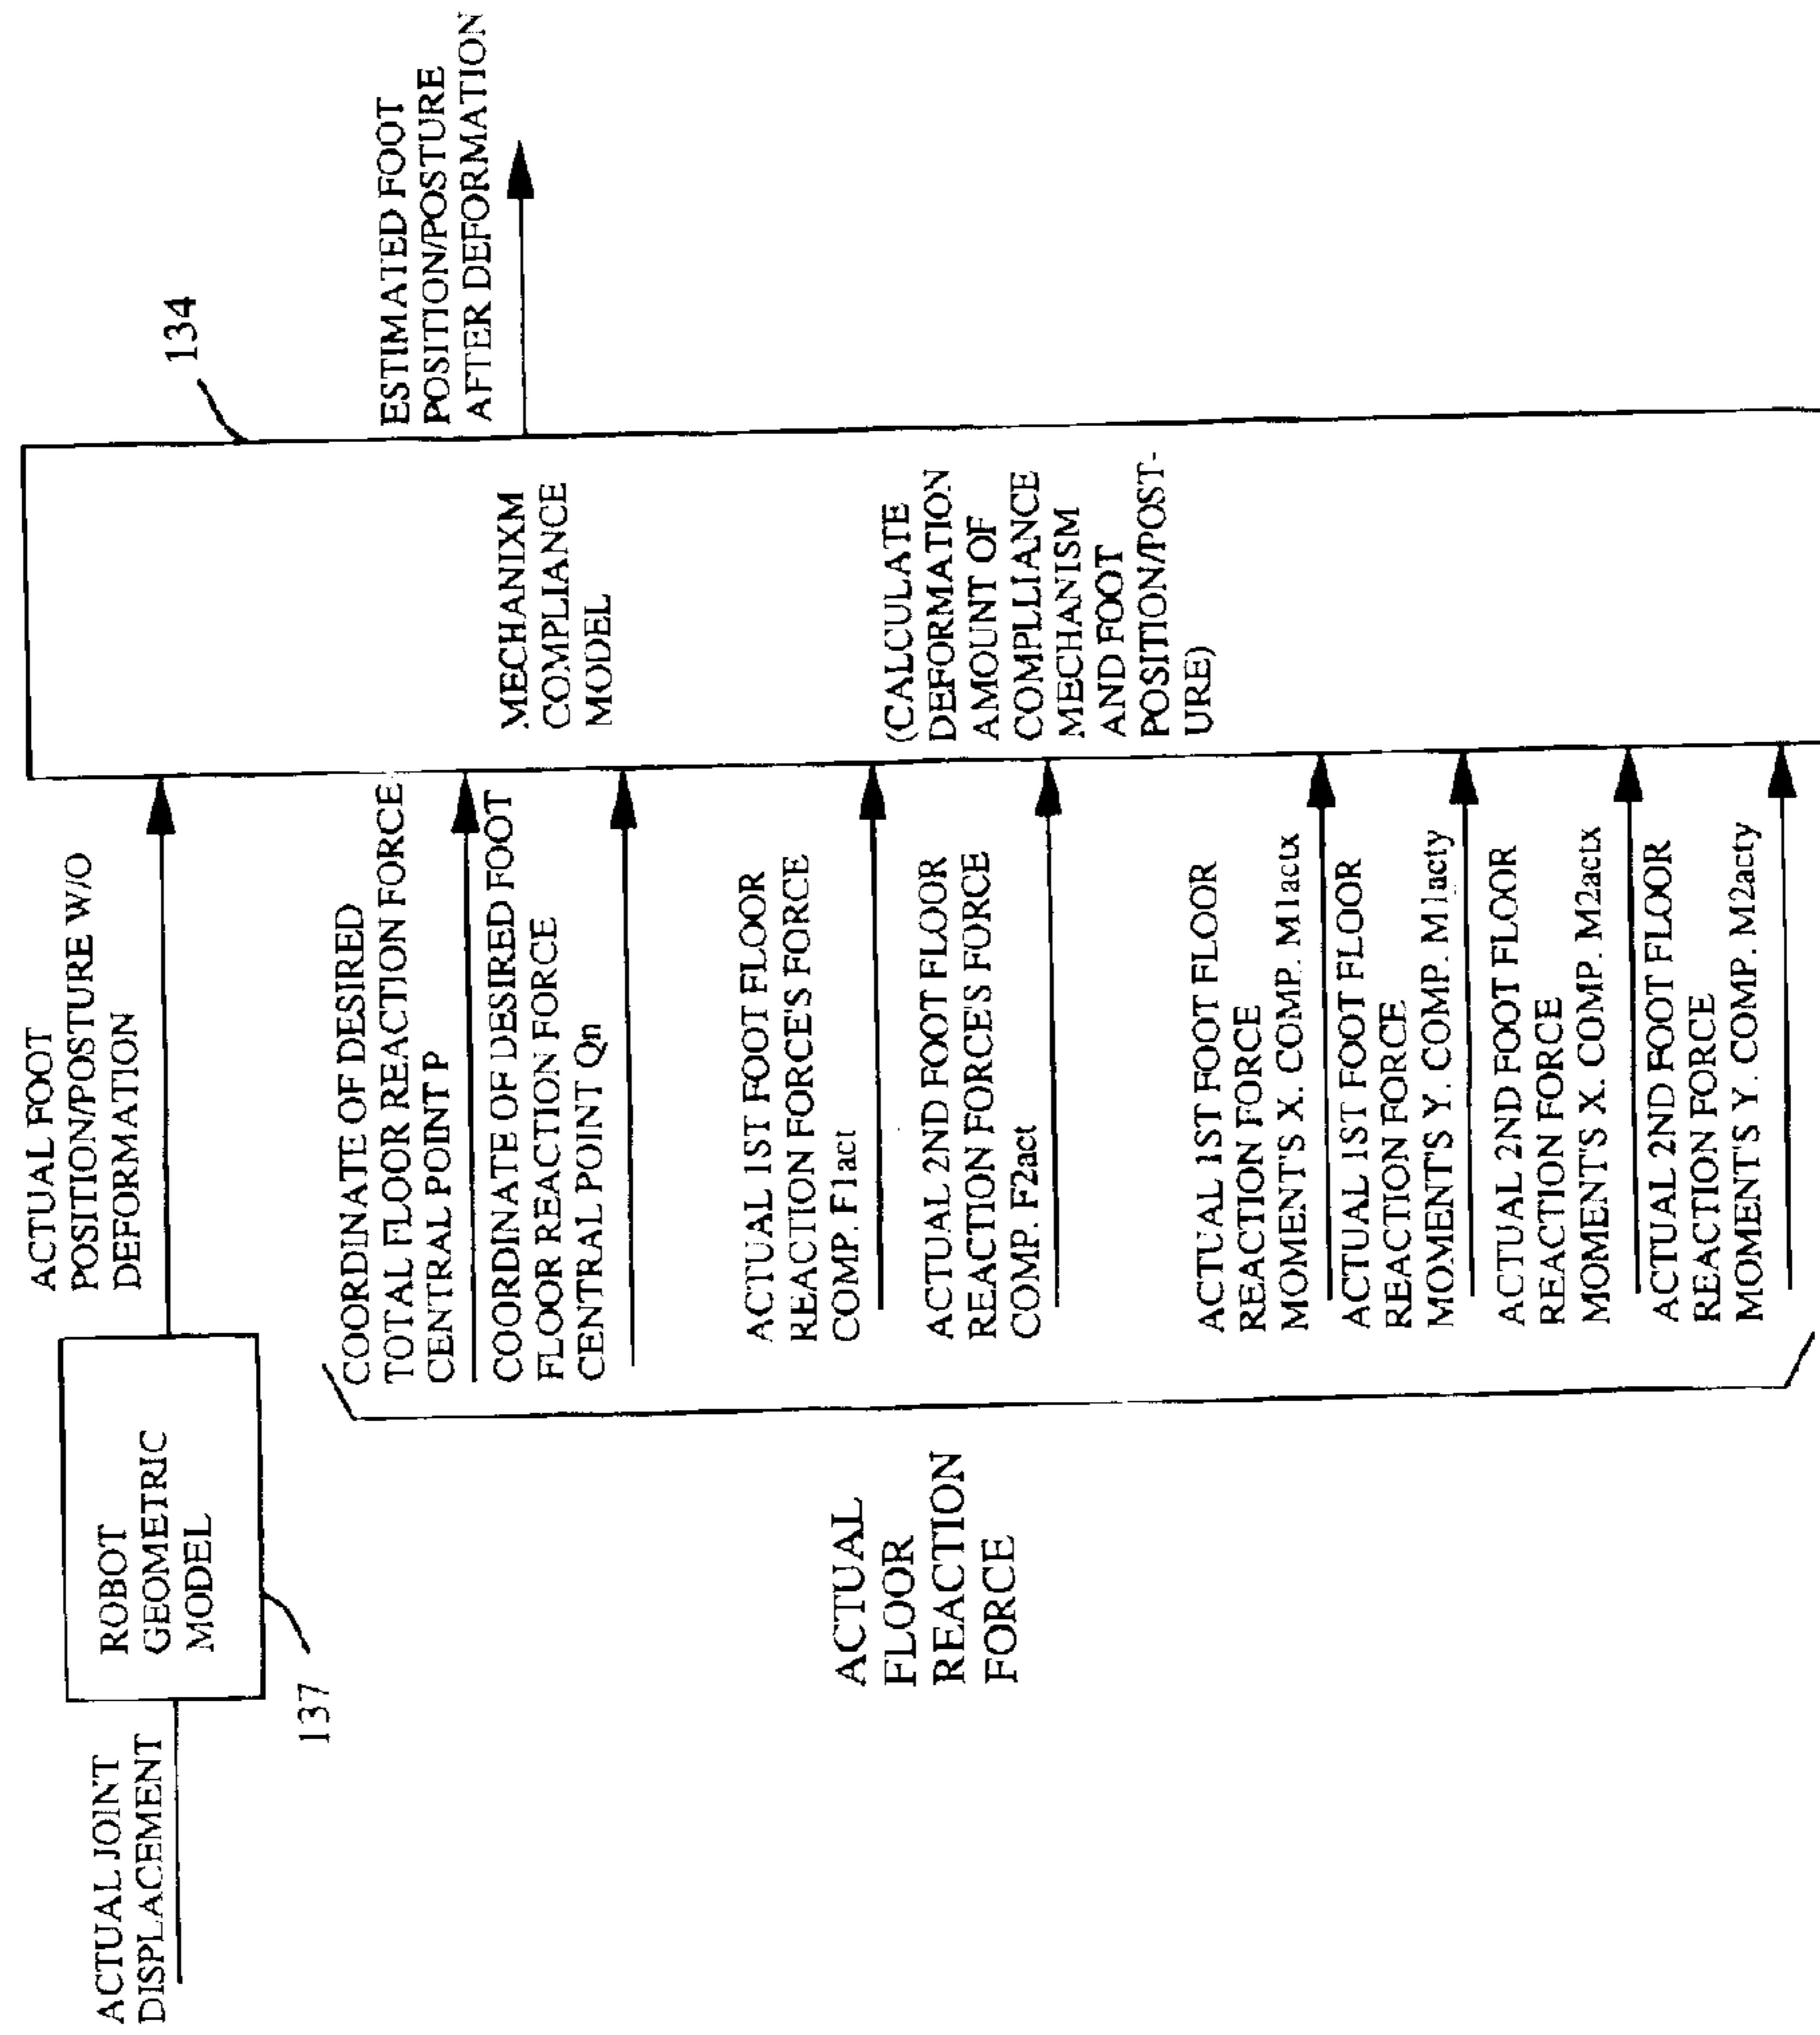 ACTUAL JOINT
DISPLACEMENT
ROBOT
GEOMETRIC
MODEL
137
ACTUAL FOOT
POSITION/POSTURE W/O
DEFORMATION
ACTUAL
FLOOR
REACTION
FORCE
COORDINATE OF DESIRED
TOTAL FLOOR REACTION FORCE
CENTRAL POINT P
COORDINATE OF DESIRED FOOT
FLOOR REACTION FORCE
CENTRAL POINT Qn
ACTUAL 1ST FOOT FLOOR
REACTION FORCE'S FORCE
COMP. F1act
ACTUAL 2ND FOOT FLOOR
REACTION FORCE'S FORCE
COMP. F2act
ACTUAL 1ST FOOT FLOOR
REACTION FORCE
MOMENT'S X. COMP. M1actx
ACTUAL 1ST FOOT FLOOR
REACTION FORCE
MOMENT'S Y. COMP. M1acty
ACTUAL 2ND FOOT FLOOR
REACTION FORCE
MOMENT'S X. COMP. M2actx
ACTUAL 2ND FOOT FLOOR
REACTION FORCE
MOMENT'S Y. COMP. M2acty
MECHANIXM
COMPLIANCE
MODEL
(CALCULATE
DEFORMATION
AMOUNT OF
COMPLLIANCE
MECHANISM
AND FOOT
POSITION/POST-
URE)
134
ESTIMATED FOOT
POSITION/POSTURE
AFTER DEFORMATION